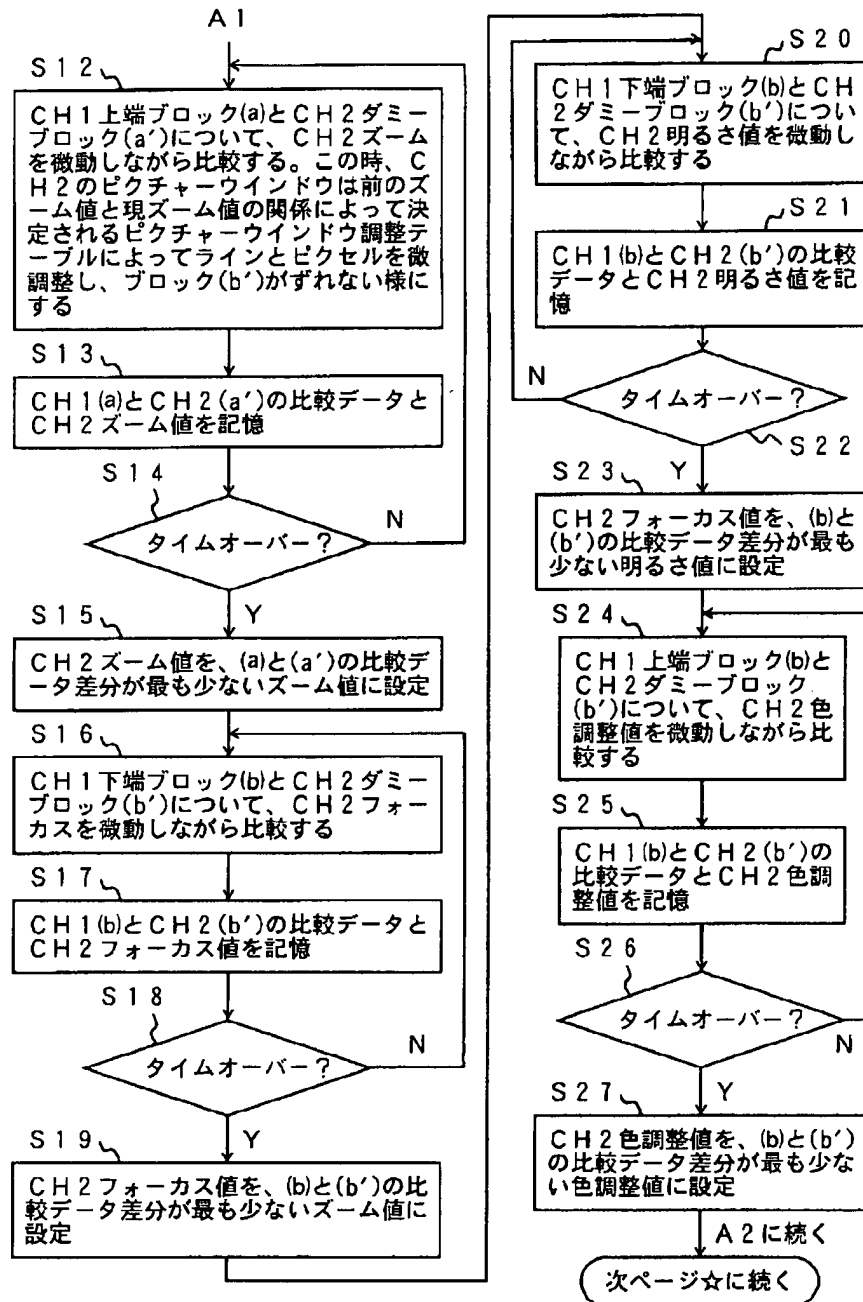 A1
S12
CH1上端ブロック(a)とCH2ダミー
ブロック(a′)について、CH2ズーム
を微動しながら比較する。この時、C
H2のピクチャーウインドウは前のズ
ーム値と現ズーム値の関係によって決
定されるピクチャーウインドウ調整テ
ーブルによってラインとピクセルを微
調整し、ブロック(b′)がずれない様に
する
S13
CH1(a)とCH2(a′)の比較データと
CH2ズーム値を記憶
S14
タイムオーバー?
N
Y
S15
CH2ズーム値を、(a)と(a′)の比較デ
ータ差分が最も少ないズーム値に設定
S16
CH1下端ブロック(b)とCH2ダミー
ブロック(b′)について、CH2フォー
カスを微動しながら比較する
S17
CH1(b)とCH2(b′)の比較データと
CH2フォーカス値を記憶
S18
タイムオーバー?
N
Y
S19
CH2フォーカス値を、(b)と(b′)の比
較データ差分が最も少ないズーム値に
設定
S20
CH1下端ブロック(b)とCH
2ダミーブロック(b′)につい
て、CH2明るさ値を微動し
ながら比較する
S21
CH1(b)とCH2(b′)の比較
データとCH2明るさ値を記
憶
N
タイムオーバー?
S22
Y
S23
CH2フォーカス値を、(b)と
(b′)の比較データ差分が最も
少ない明るさ値に設定
S24
CH1上端ブロック(b)と
CH2ダミーブロック
(b′)について、CH2色
調整値を微動しながら比
較する
S25
CH1(b)とCH2(b′)の
比較データとCH2色調
整値を記憶
S26
タイムオーバー?
N
Y
S27
CH2色調整値を、(b)と(b′)
の比較データ差分が最も少な
い色調整値に設定
A2に続く
次ページ☆に続く